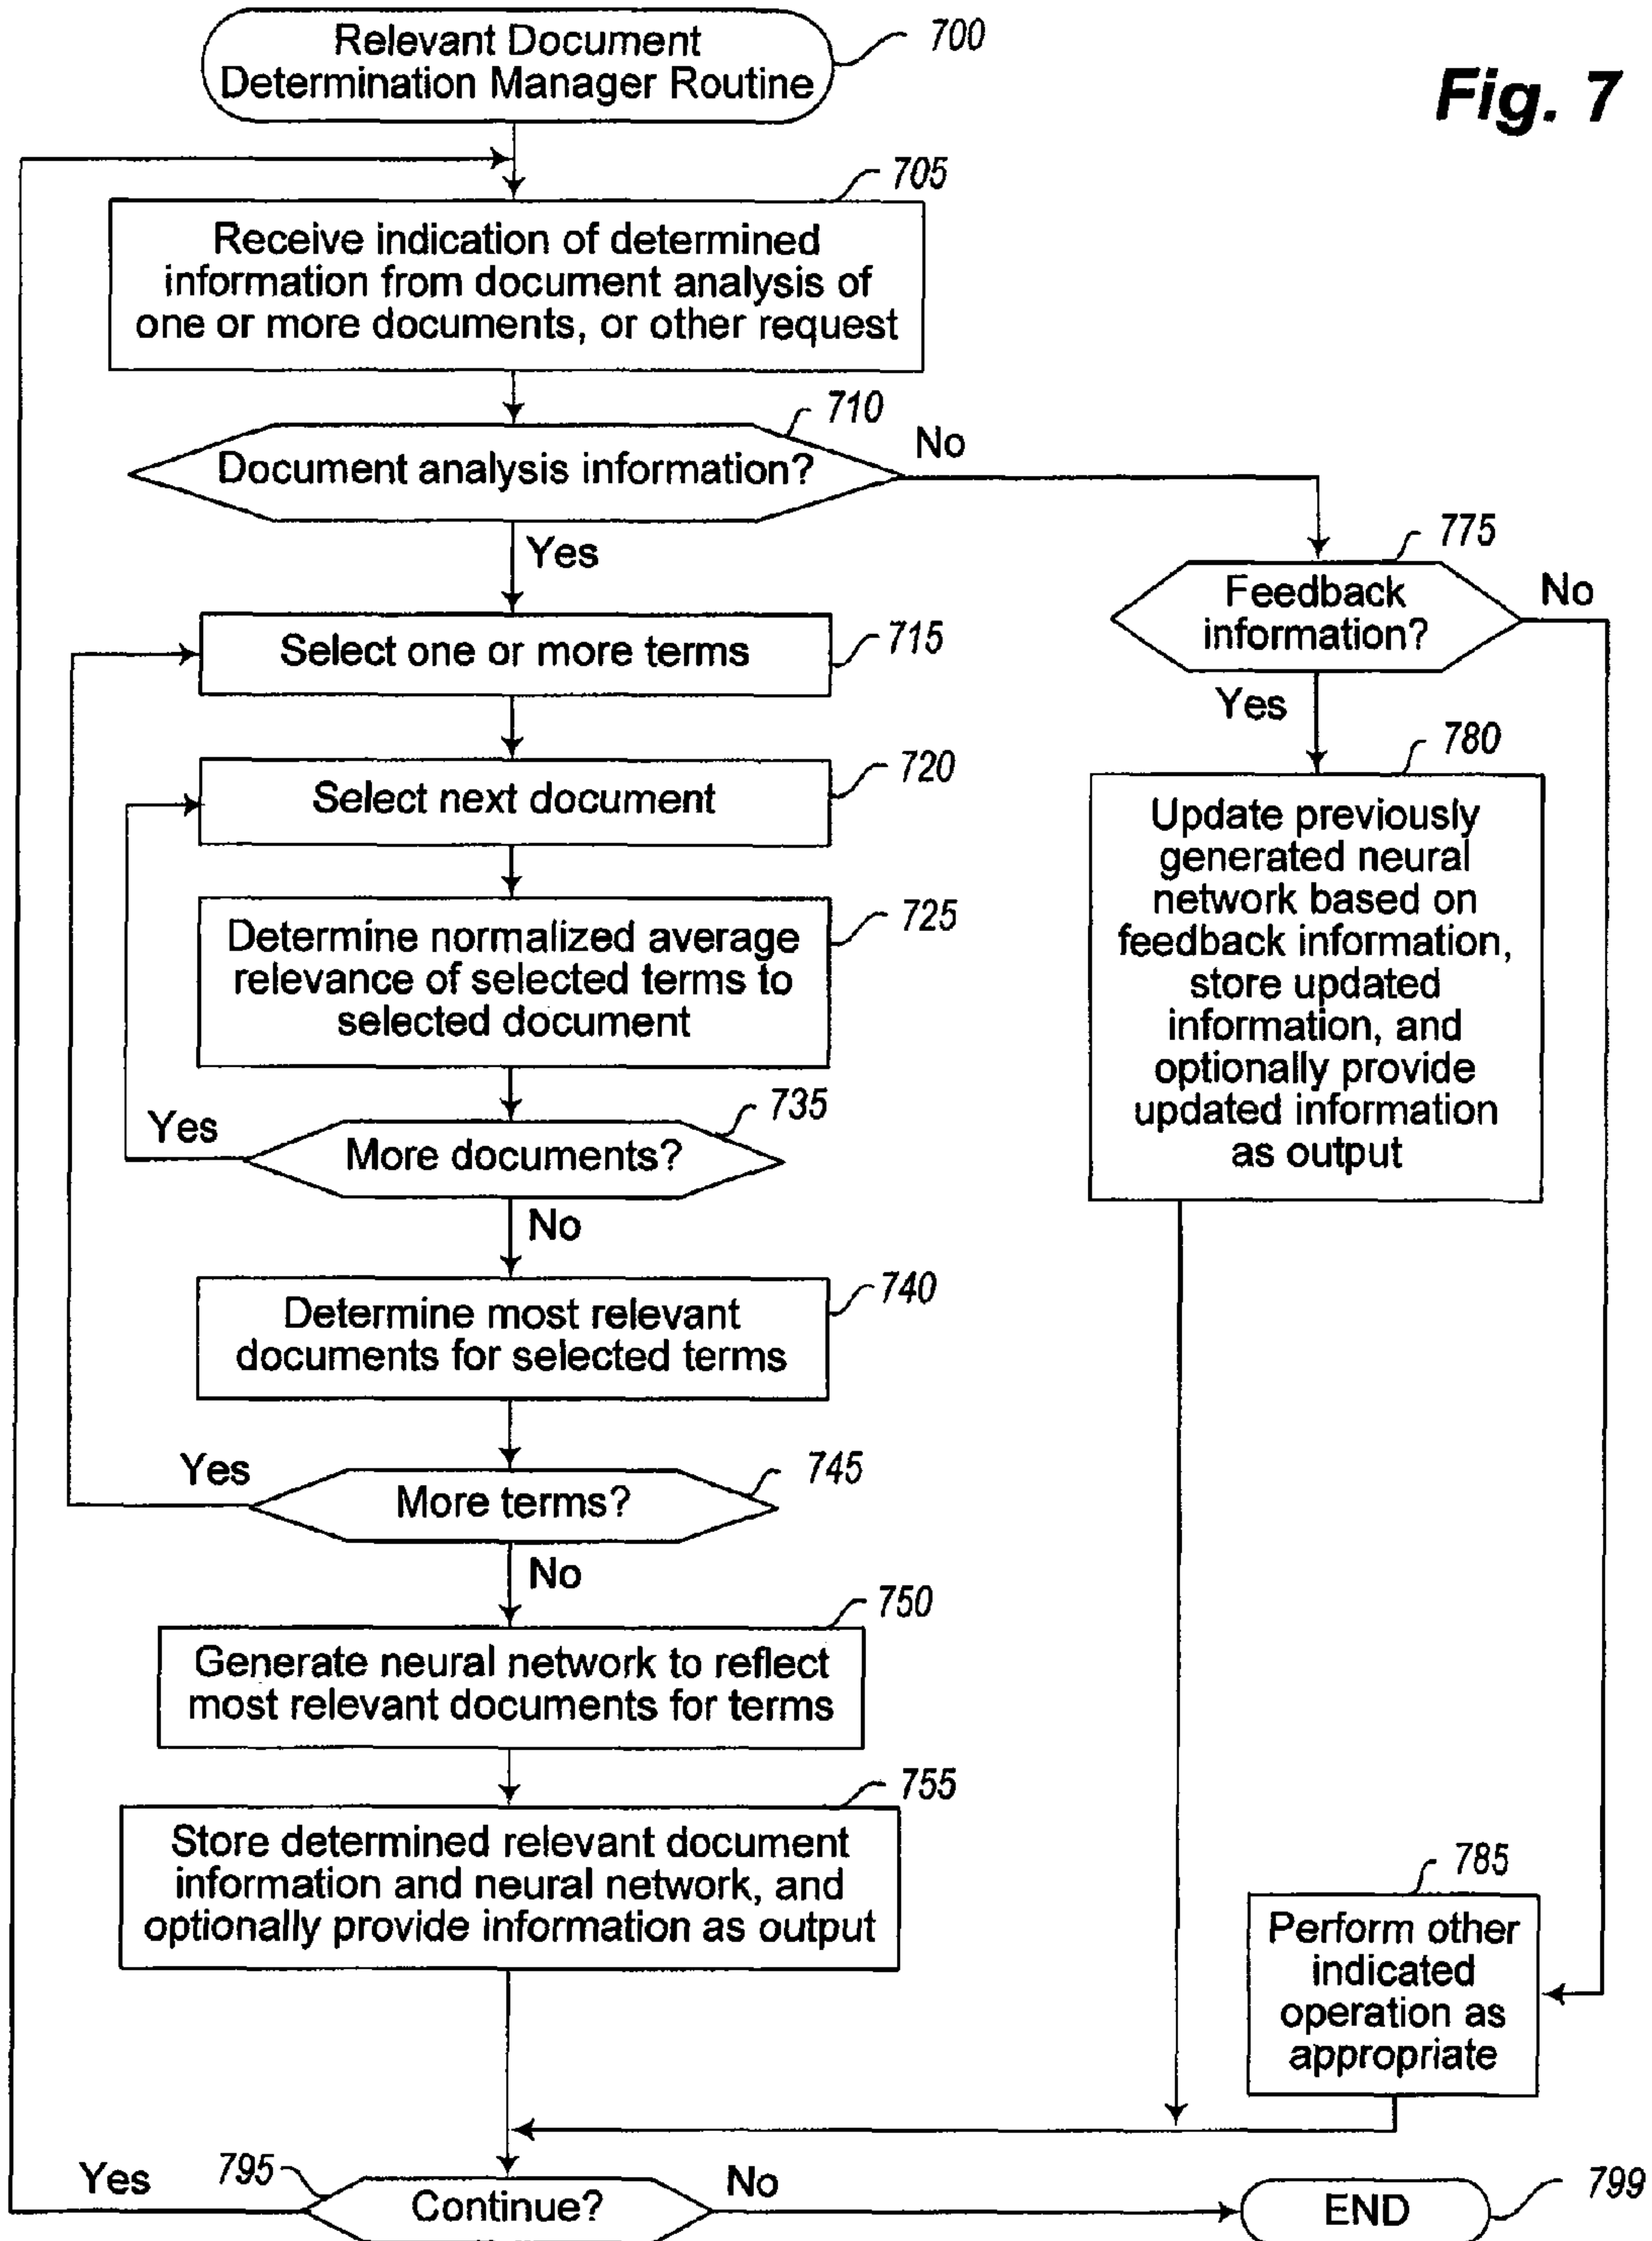 Relevant Document
Determination Manager Routine
700
Fig. 7
705
Receive indication of determined
information from document analysis of
one or more documents, or other request
710
Document analysis information?
No
Yes
775
Feedback
information?
No
Yes
715
Select one or more terms
720
Select next document
780
Update previously
generated neural
network based on
feedback information,
store updated
information, and
optionally provide
updated information
as output
725
Determine normalized average
relevance of selected terms to
selected document
735
Yes
More documents?
No
740
Determine most relevant
documents for selected terms
745
Yes
More terms?
No
750
Generate neural network to reflect
most relevant documents for terms
755
Store determined relevant document
information and neural network, and
optionally provide information as output
785
Perform other
indicated
operation as
appropriate
Yes
795
Continue?
No
END
799